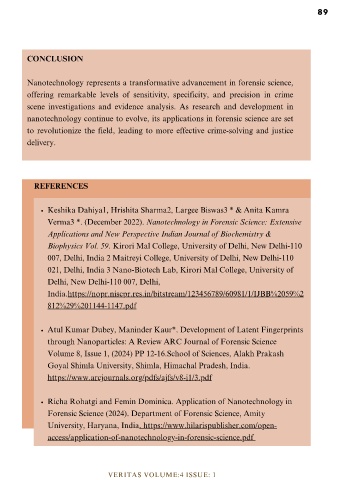 89
CONCLUSION
Nanotechnology represents a transformative advancement in forensic science,
offering remarkable levels of sensitivity, specificity, and precision in crime
scene investigations and evidence analysis. As research and development in
nanotechnology continue to evolve, its applications in forensic science are set
to revolutionize the field, leading to more effective crime-solving and justice
delivery.
REFERENCES
• Keshika Dahiya1, Hrishita Sharma2, Largee Biswas3 * & Anita Kamra
Verma3 *. (December 2022). Nanotechnology in Forensic Science: Extensive
Applications and New Perspective Indian Journal of Biochemistry &
Biophysics Vol. 59. Kirori Mal College, University of Delhi, New Delhi-110
007, Delhi, India 2 Maitreyi College, University of Delhi, New Delhi-110
021, Delhi, India 3 Nano-Biotech Lab, Kirori Mal College, University of
Delhi, New Delhi-110 007, Delhi,
India.https://nopr.niscpr.res.in/bitstream/123456789/60981/1/IJBB%2059%2
812%29%201144-1147.pdf
• Atul Kumar Dubey, Maninder Kaur*. Development of Latent Fingerprints
through Nanoparticles: A Review ARC Journal of Forensic Science
Volume 8, Issue 1, (2024) PP 12-16.School of Sciences, Alakh Prakash
Goyal Shimla University, Shimla, Himachal Pradesh, India.
https://www.arcjournals.org/pdfs/ajfs/v8-i1/3.pdf
• Richa Rohatgi and Femin Dominica. Application of Nanotechnology in
Forensic Science (2024). Department of Forensic Science, Amity
University, Haryana, India, https://www.hilarispublisher.com/open-
access/application-of-nanotechnology-in-forensic-science.pdf
VERITAS VOLUME:4 ISSUE: 1